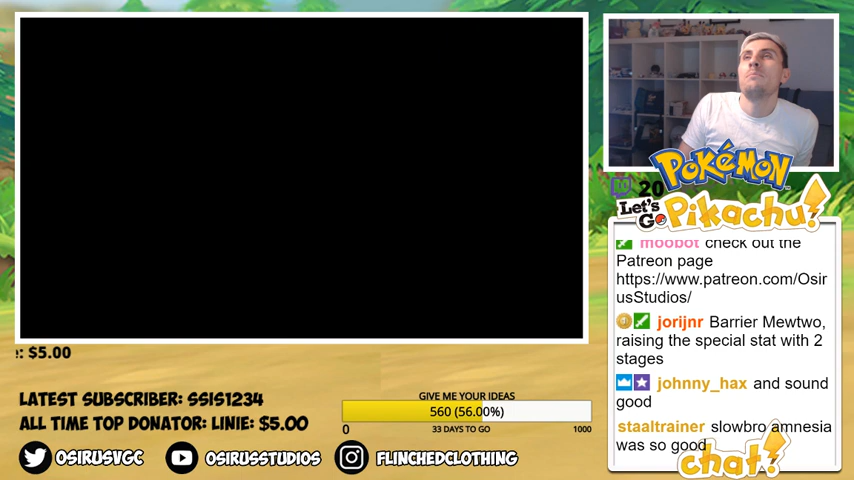 POKÉMON
20
Let's Go Pikachu!
moobot check out the
Patreon page
https://www.patreon.com/Osir
usStudios/
jorijnr Barrier Mewtwo,
raising the special stat with 2
stages
johnny_hax and sound
good
staaltrainer slowbro amnesia
was so good
chat!
: $5.00
LATEST SUBSCRIBER: SSIS1234
ALL TIME TOP DONATOR: LINIE: $5.00
GIVE ME YOUR IDEAS
560 (56.00%)
0 33 DAYS TO GO 1000
OSIRUSVGC OSIRUSSTUDIOS FLINCHEDCLOTHING